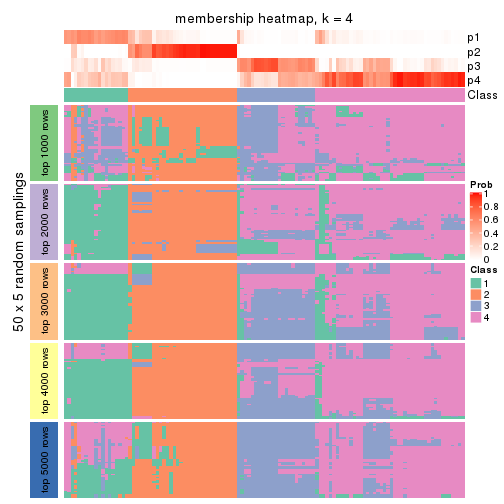 membership heatmap, k = 4
p1
p2
p3
p4
Class
50 x 5 random samplings
top 1000 rows
top 2000 rows
top 3000 rows
top 4000 rows
top 5000 rows
Prob
1
0.8
0.6
0.4
0.2
0
Class
1
2
3
4